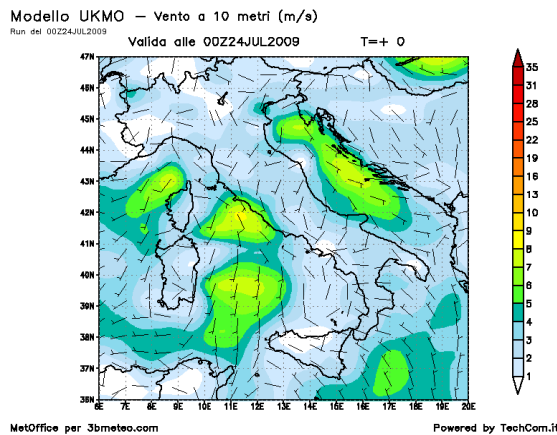 Modello UKMO – Vento a 10 metri (m/s)
Run del 00Z24JUL2009
Valida alle 00Z24JUL2009 T=+ 0
47N
46N
45N
44N
43N
42N
41N
40N
39N
38N
37N
36N
6E 7E 8E 9E 10E 11E 12E 13E 14E 15E 16E 17E 18E 19E 20E
35
31
28
25
22
19
16
13
10
9
8
7
6
5
4
3
2
1
MetOffice per 3bmeteo.com Powered by TechCom.it